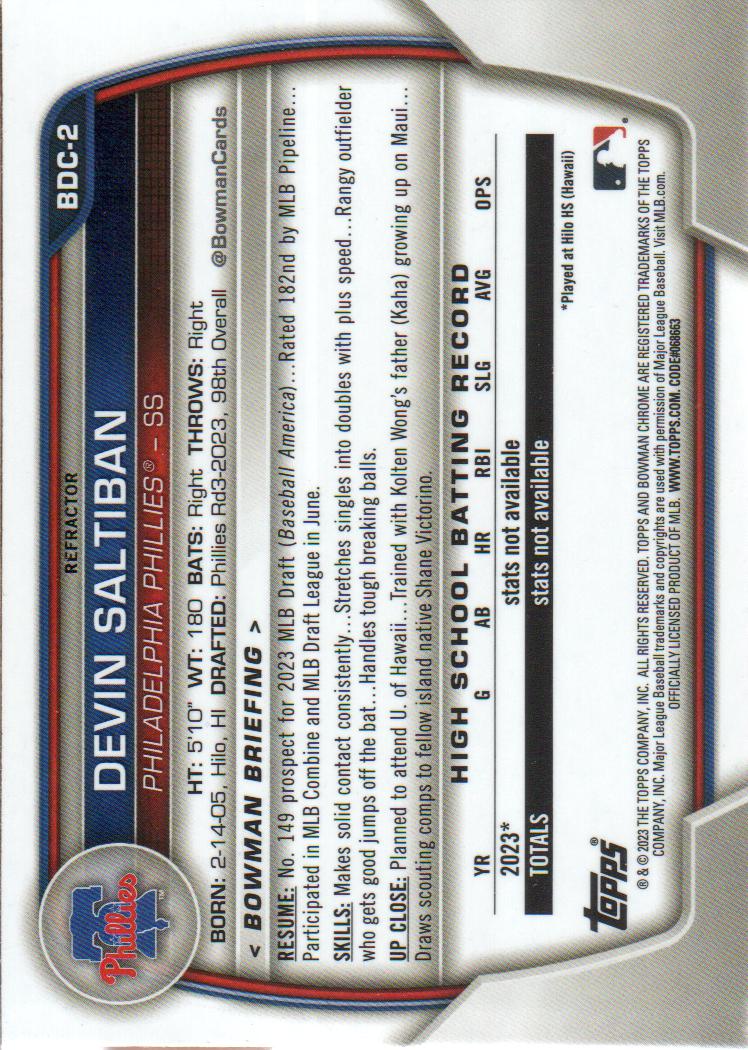 BDC-2
REFRACTOR
DEVIN SALTIBAN
PHILADELPHIA PHILLIES® – SS
Phillies
TM
HT: 5'10" WT: 180 BATS: Right THROWS: Right
BORN: 2-14-05, Hilo, HI DRAFTED: Phillies Rd3-2023, 98th Overall @BowmanCards
< BOWMAN BRIEFING >
RESUME: No. 149 prospect for 2023 MLB Draft (Baseball America)...Rated 182nd by MLB Pipeline...
Participated in MLB Combine and MLB Draft League in June.
SKILLS: Makes solid contact consistently...Stretches singles into doubles with plus speed...Rangy outfielder
who gets good jumps off the bat...Handles tough breaking balls.
UP CLOSE: Planned to attend U. of Hawaii...Trained with Kolten Wong's father (Kaha) growing up on Maui...
Draws scouting comps to fellow island native Shane Victorino.
HIGH SCHOOL BATTING RECORD
YR G AB HR RBI SLG AVG OPS
2023* stats not available
TOTALS stats not available
*Played at Hilo HS (Hawaii)
topps®
® & © 2023 THE TOPPS COMPANY, INC. ALL RIGHTS RESERVED. TOPPS AND BOWMAN CHROME ARE REGISTERED TRADEMARKS OF THE TOPPS
COMPANY, INC. Major League Baseball trademarks and copyrights are used with permission of Major League Baseball. Visit MLB.com.
OFFICIALLY LICENSED PRODUCT OF MLB. WWW.TOPPS.COM. CODE#068663